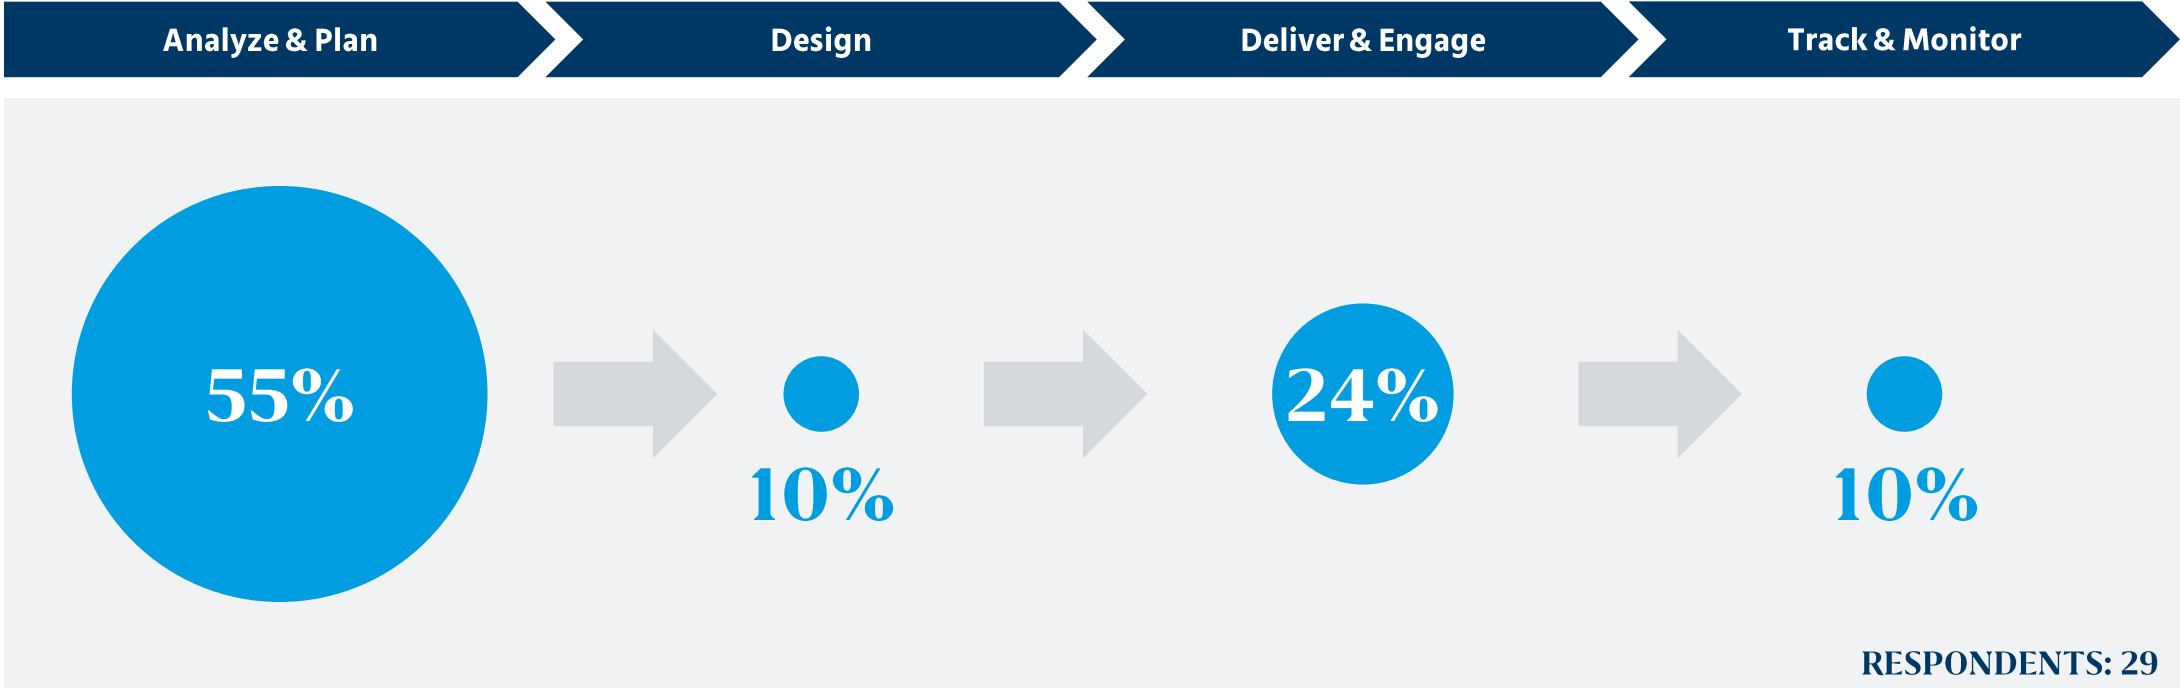 Analyze & Plan
Design
Deliver & Engage
Track & Monitor
55%
10%
24%
10%
RESPONDENTS: 29